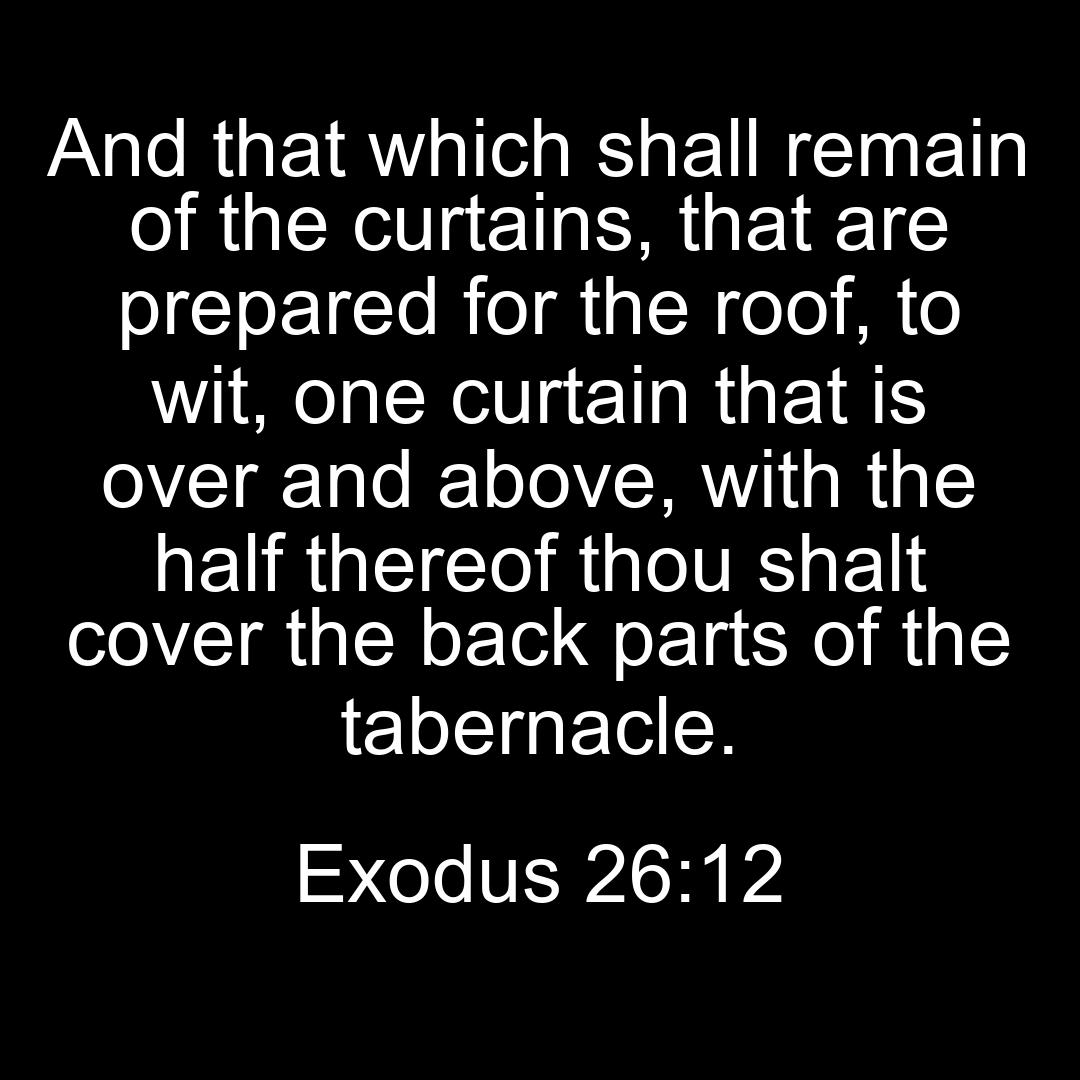 And that which shall remain
of the curtains, that are
prepared for the roof, to
wit, one curtain that is
over and above, with the
half thereof thou shalt
cover the back parts of the
tabernacle.
Exodus 26:12